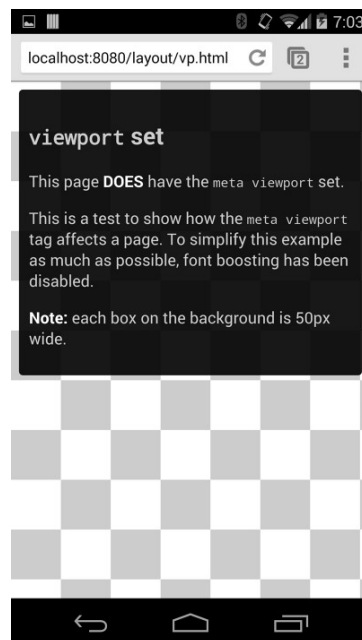 7:03
localhost:8080/layout/vp.html
2
viewport set
This page DOES have the meta viewport set.
This is a test to show how the meta viewport
tag affects a page. To simplify this example
as much as possible, font boosting has been
disabled.
Note: each box on the background is 50px
wide.